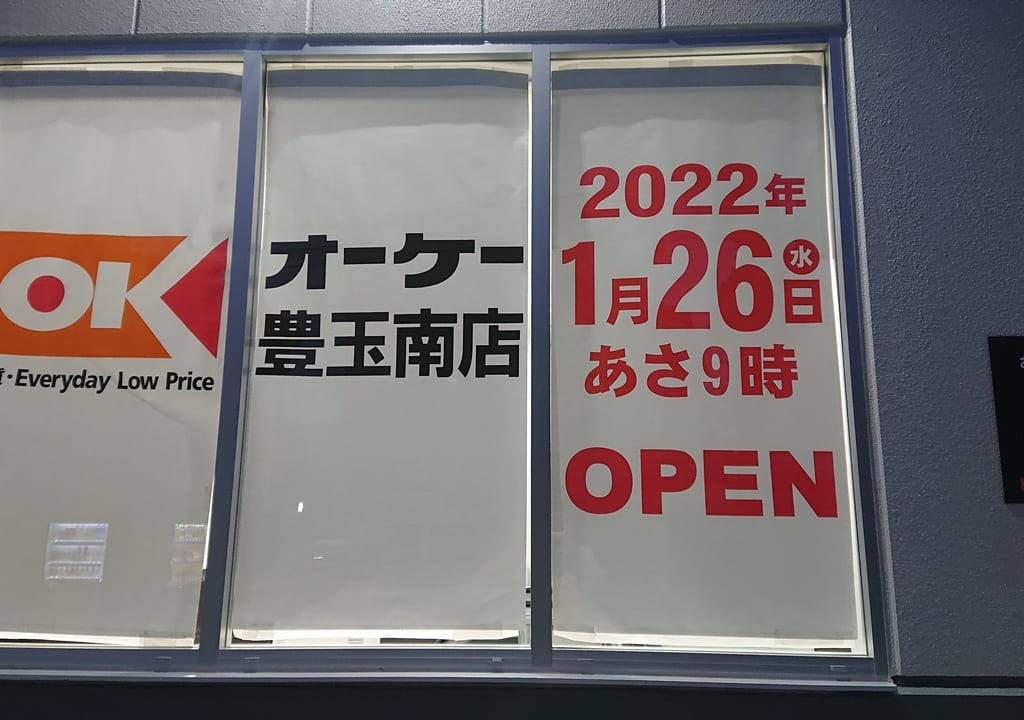 OK
・Everyday Low Price
オーケー
豊玉南店
2022年
1月26日
水
あさ9時
OPEN